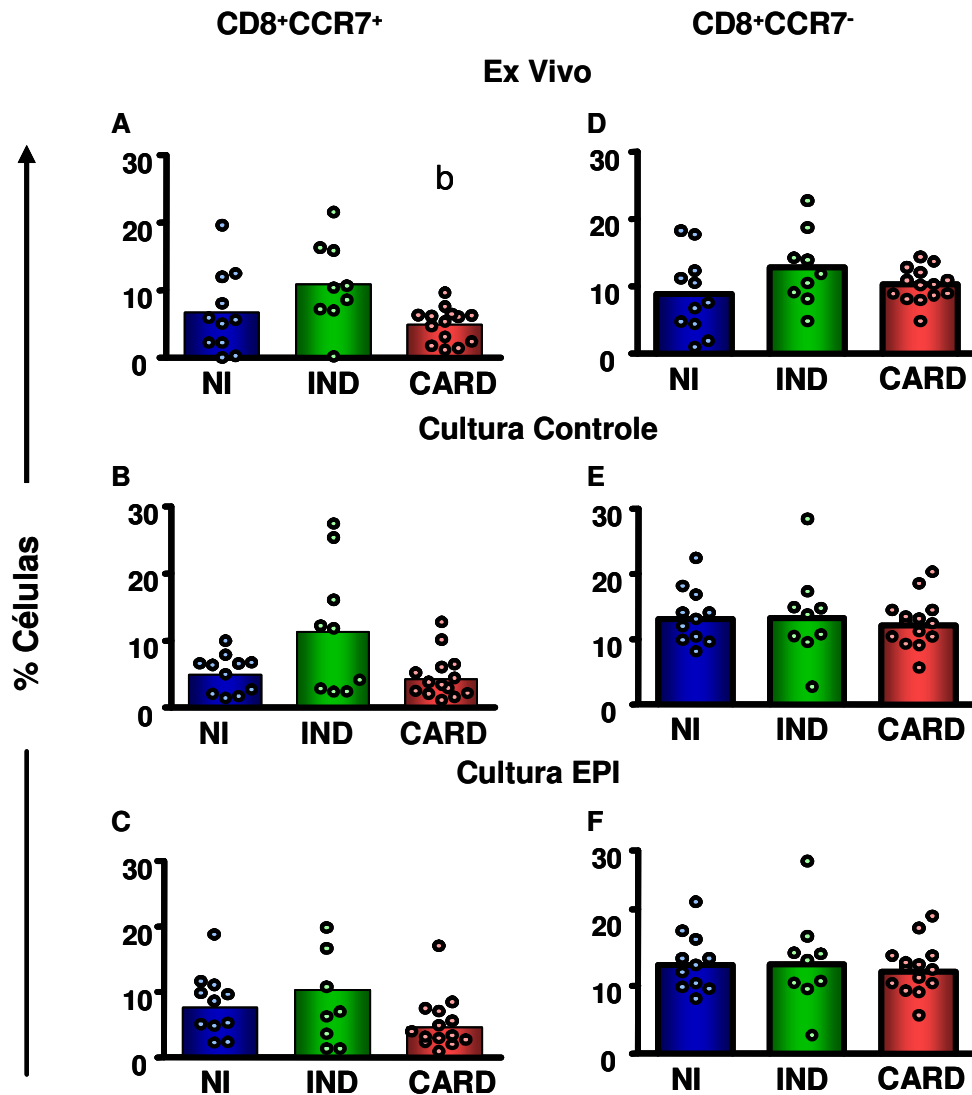 CD8⁺CCR7⁺
CD8⁺CCR7⁻
Ex Vivo
% Células
A
30
20
10
0
b
NI IND CARD
D
30
20
10
0
NI IND CARD
Cultura Controle
B
30
20
10
0
NI IND CARD
E
30
20
10
0
NI IND CARD
Cultura EPI
C
30
20
10
0
NI IND CARD
F
30
20
10
0
NI IND CARD